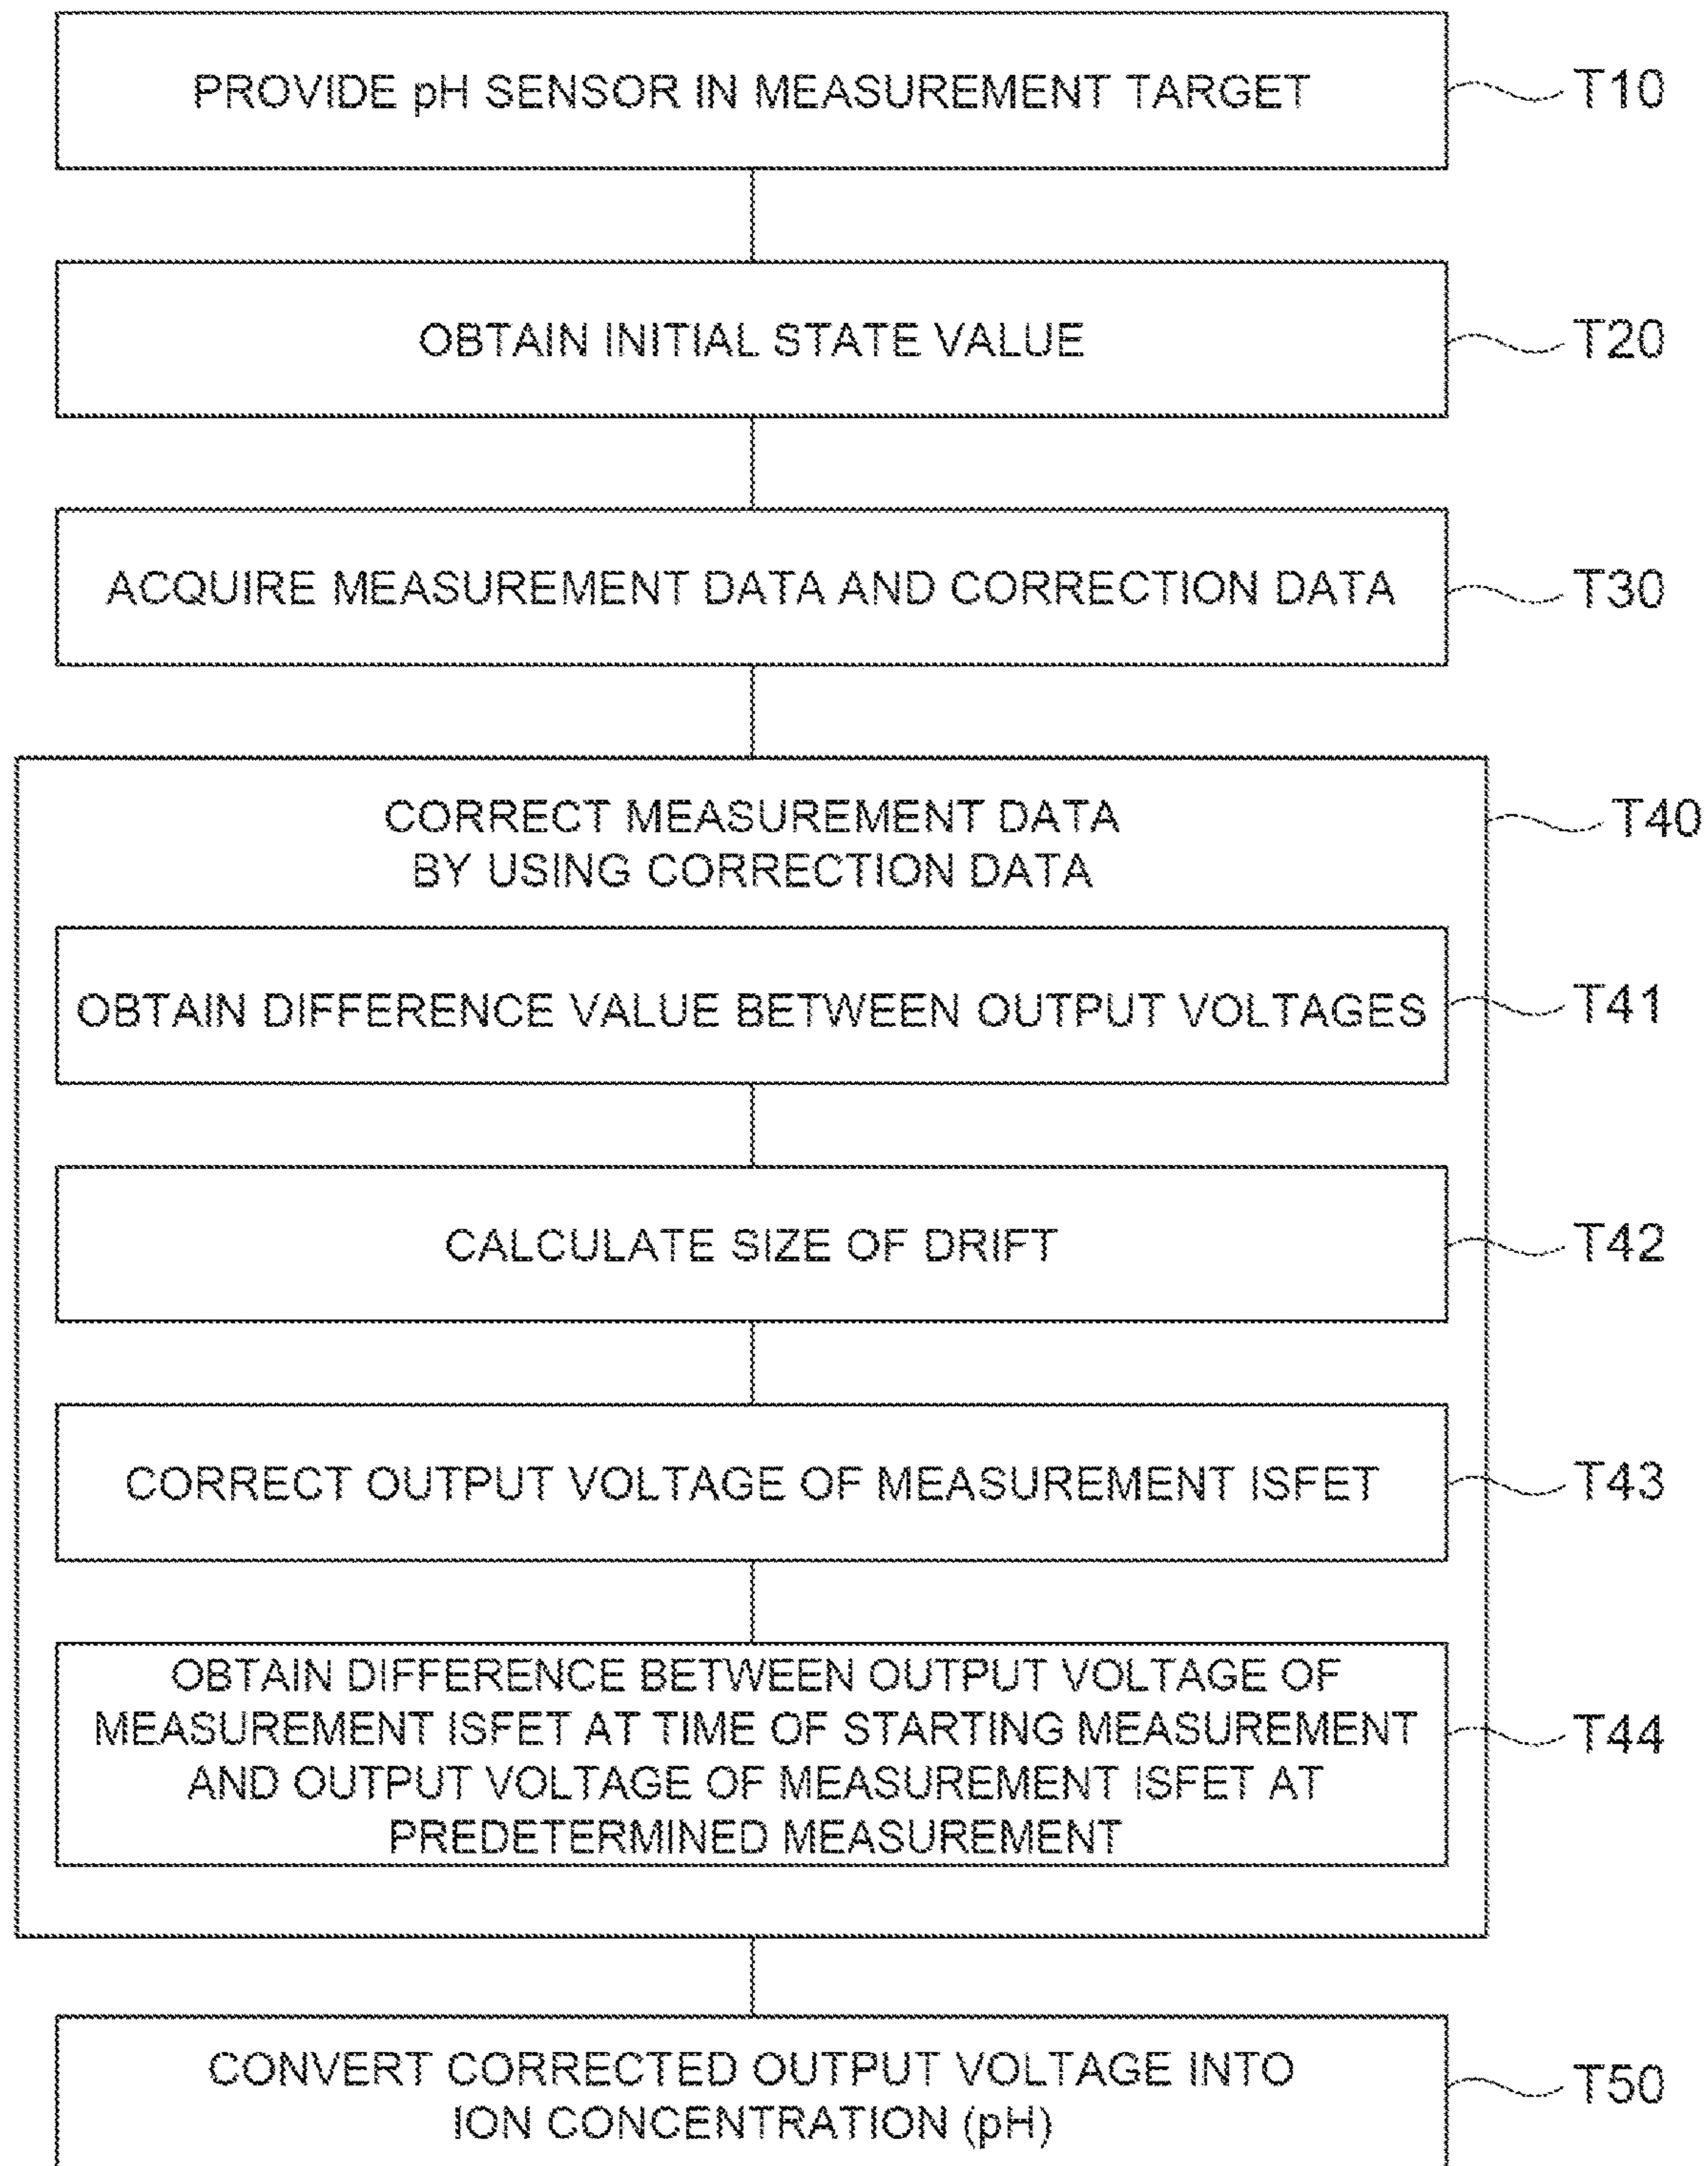 PROVIDE pH SENSOR IN MEASUREMENT TARGET
T10
OBTAIN INITIAL STATE VALUE
T20
ACQUIRE MEASUREMENT DATA AND CORRECTION DATA
T30
CORRECT MEASUREMENT DATA
BY USING CORRECTION DATA
T40
OBTAIN DIFFERENCE VALUE BETWEEN OUTPUT VOLTAGES
T41
CALCULATE SIZE OF DRIFT
T42
CORRECT OUTPUT VOLTAGE OF MEASUREMENT ISFET
T43
OBTAIN DIFFERENCE BETWEEN OUTPUT VOLTAGE OF
MEASUREMENT ISFET AT TIME OF STARTING MEASUREMENT
AND OUTPUT VOLTAGE OF MEASUREMENT ISFET AT
PREDETERMINED MEASUREMENT
T44
CONVERT CORRECTED OUTPUT VOLTAGE INTO
ION CONCENTRATION (pH)
T50